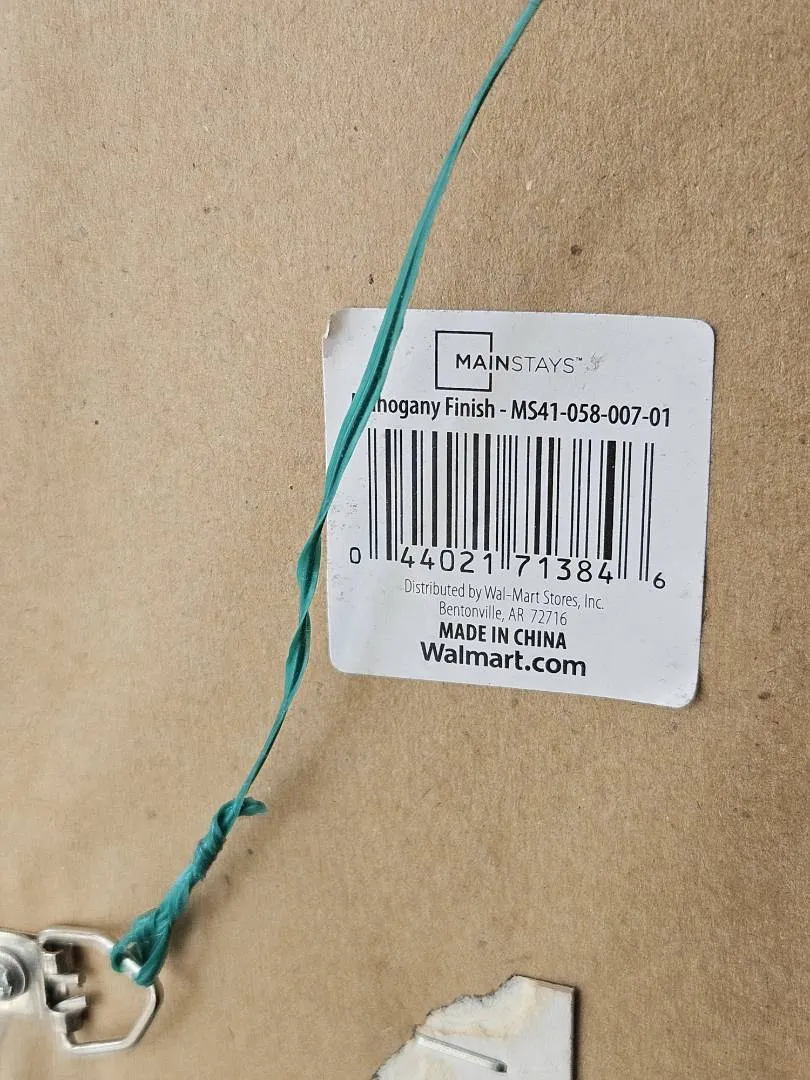 MAINSTAYS™
Mahogany Finish - MS41-058-007-01
0 44021 71384 6
Distributed by Wal-Mart Stores, Inc.
Bentonville, AR 72716
MADE IN CHINA
Walmart.com